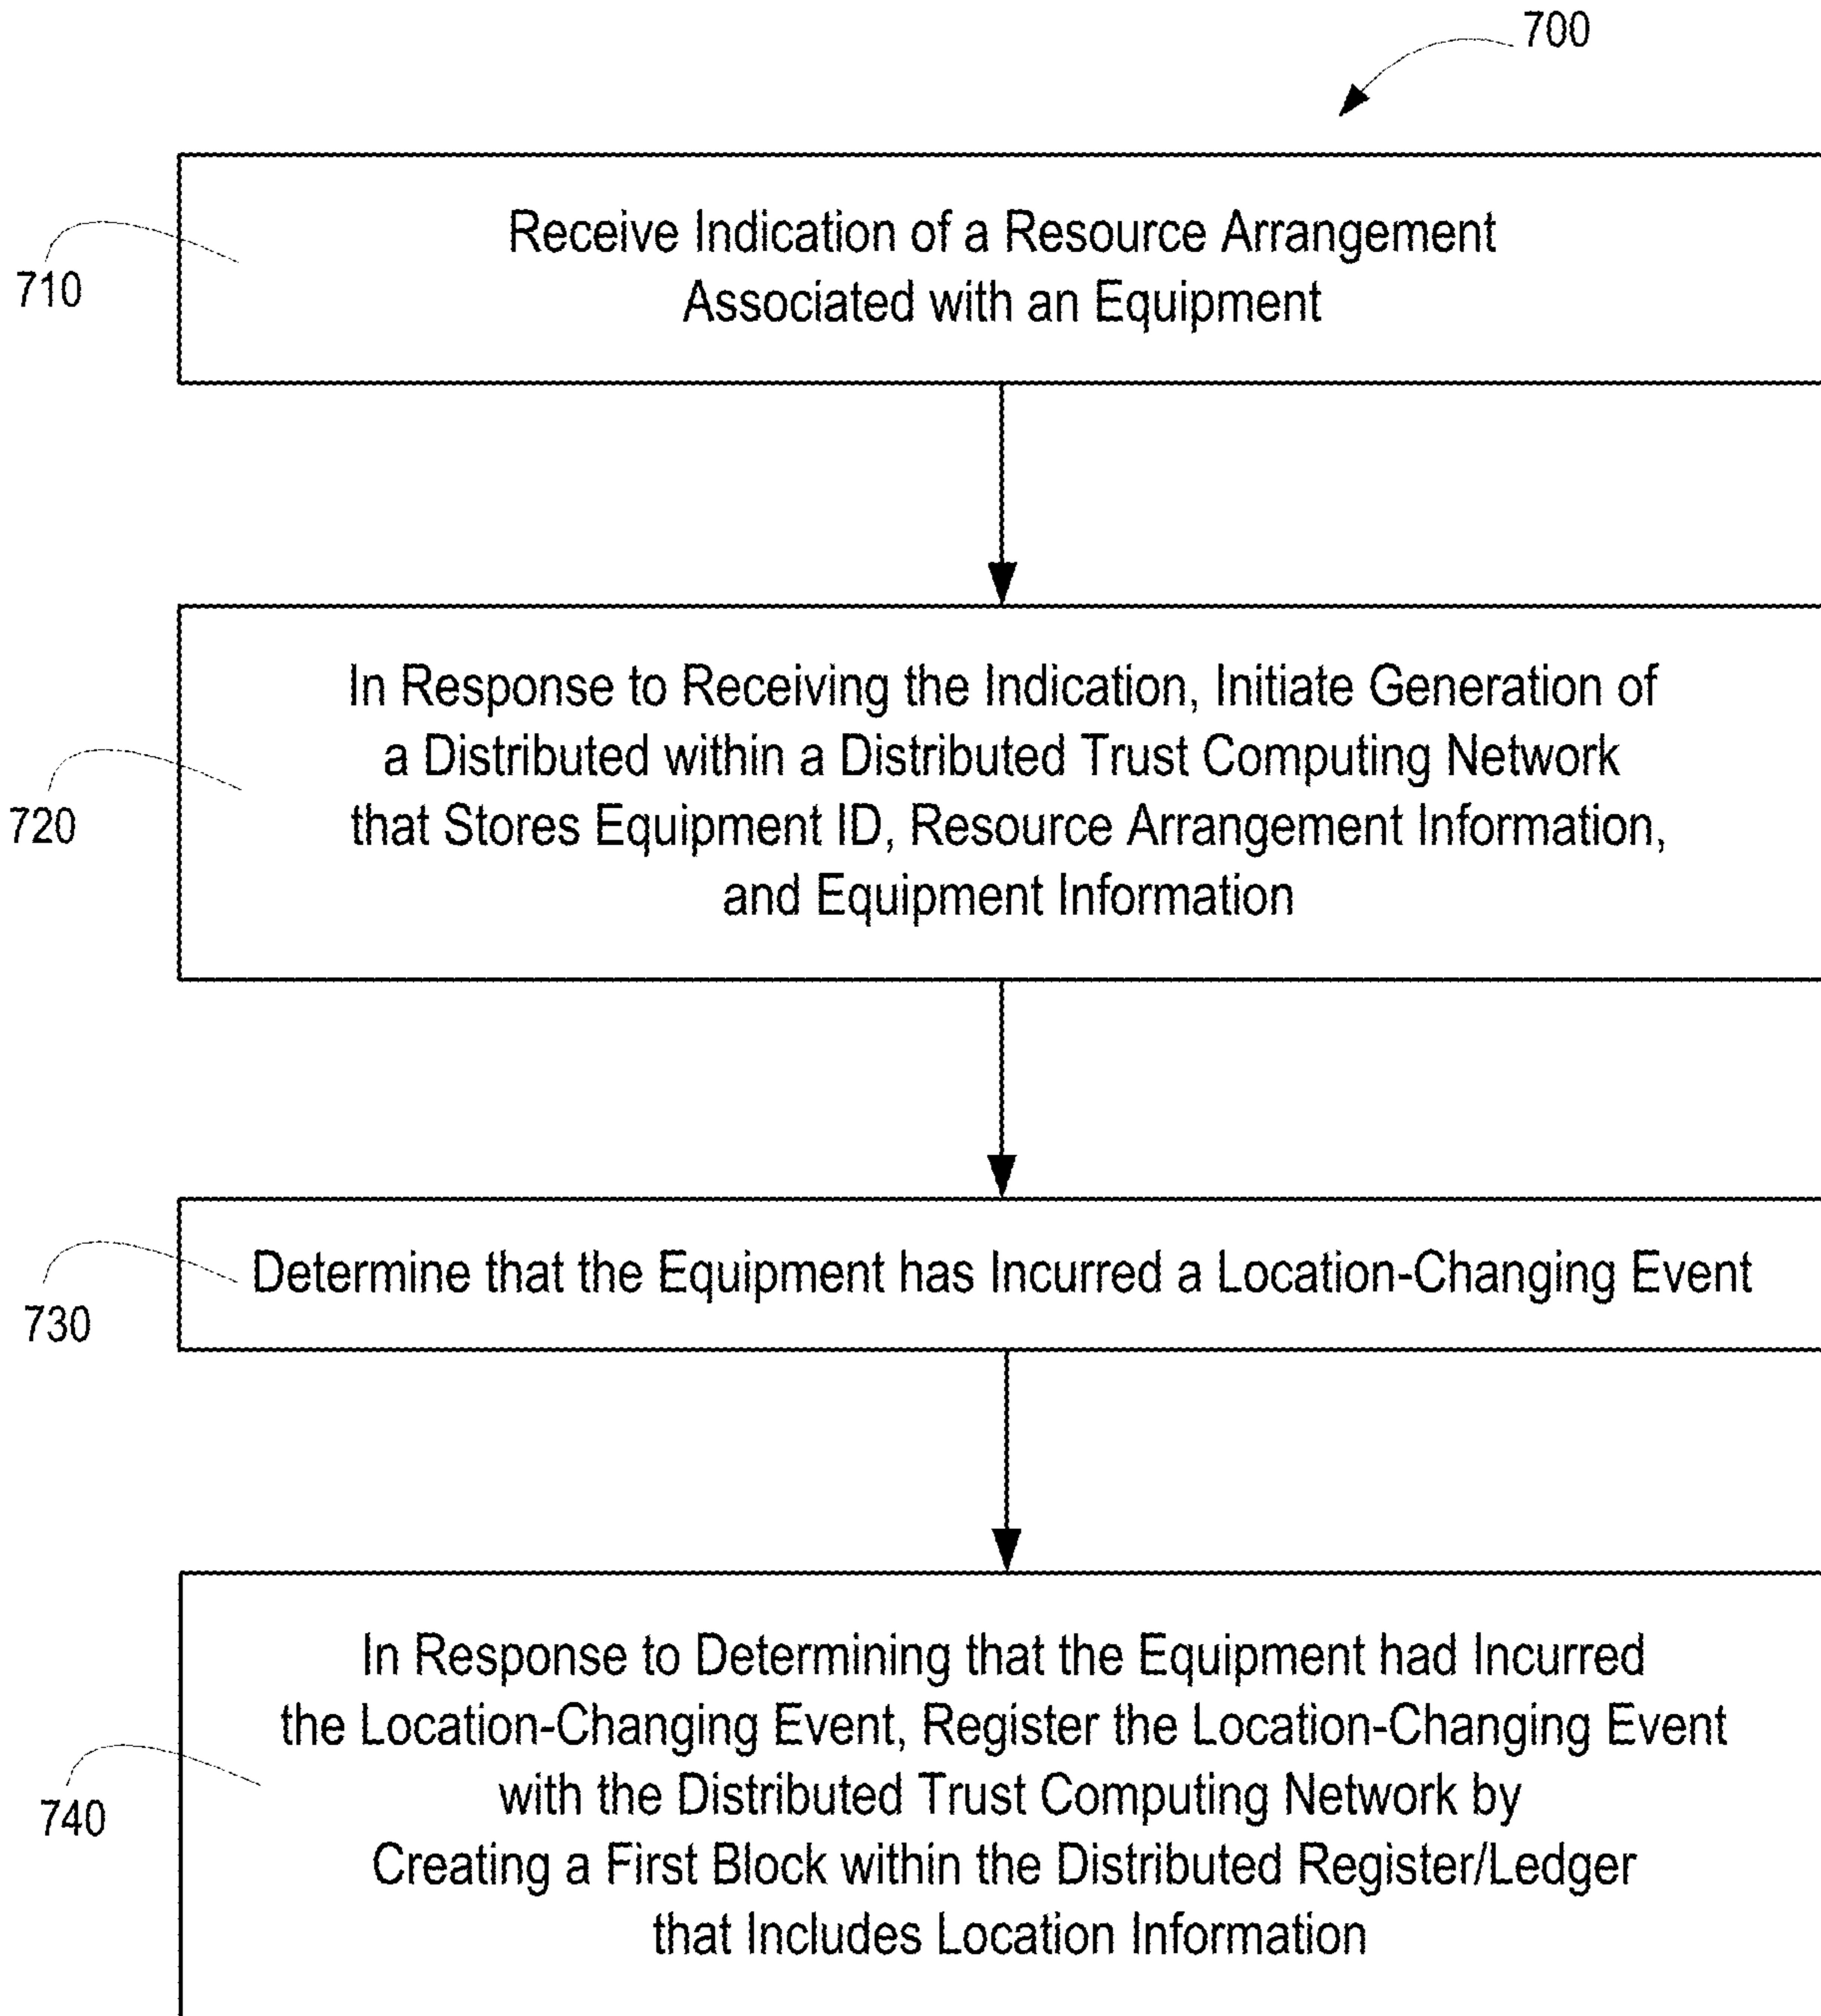 700
Receive Indication of a Resource Arrangement
Associated with an Equipment
710
In Response to Receiving the Indication, Initiate Generation of
a Distributed within a Distributed Trust Computing Network
that Stores Equipment ID, Resource Arrangement Information,
and Equipment Information
720
Determine that the Equipment has Incurred a Location-Changing Event
730
In Response to Determining that the Equipment had Incurred
the Location-Changing Event, Register the Location-Changing Event
with the Distributed Trust Computing Network by
Creating a First Block within the Distributed Register/Ledger
that Includes Location Information
740